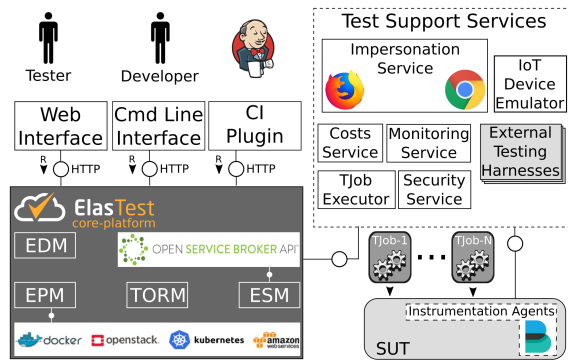 Tester
Developer
Web
Interface
Cmd Line
Interface
CI
Plugin
R
HTTP
R
HTTP
R
HTTP
ElasTest
core-platform
EDM
OPEN SERVICE BROKER API
EPM
TORM
ESM
docker
openstack.
kubernetes
amazon
webservices
Test Support Services
Impersonation
Service
IoT
Device
Emulator
Costs
Service
Monitoring
Service
External
Testing
Harnesses
TJob
Executor
Security
Service
TJob-1
TJob-N
Instrumentation Agents
SUT